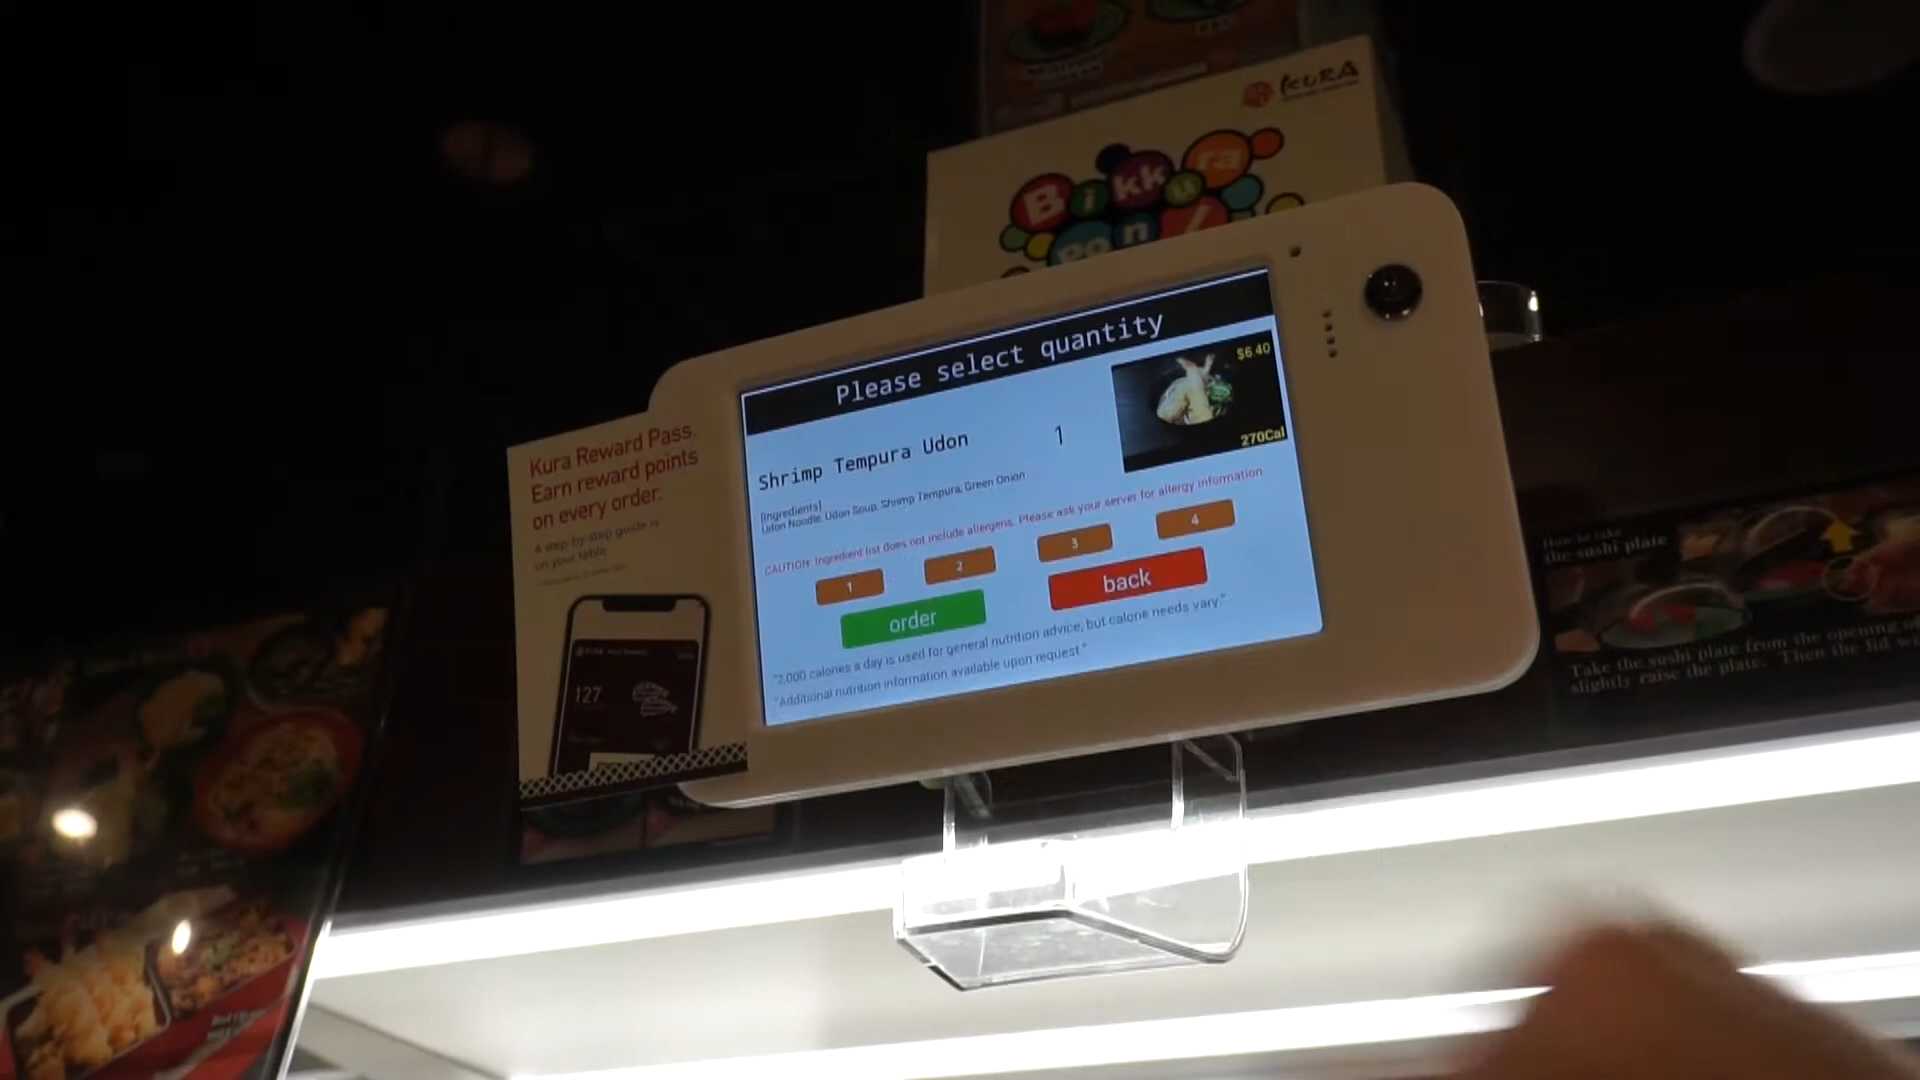 KURA
Bikkura
pon!
Please select quantity
$6.40
Shrimp Tempura Udon 1
270Cal
[Ingredients]
Udon Noodle, Udon Soup, Shrimp Tempura, Green Onion
CAUTION: Ingredient list does not include allergens. Please ask your server for allergy information
1 2 3 4
order back
"2,000 calories a day is used for general nutrition advice, but calorie needs vary."
"Additional nutrition information available upon request."
Kura Reward Pass.
Earn reward points
on every order.
A step-by-step guide is
on your table.
127
How to take
the sushi plate
Take the sushi plate from the opening of
slightly raise the plate. Then the lid wi